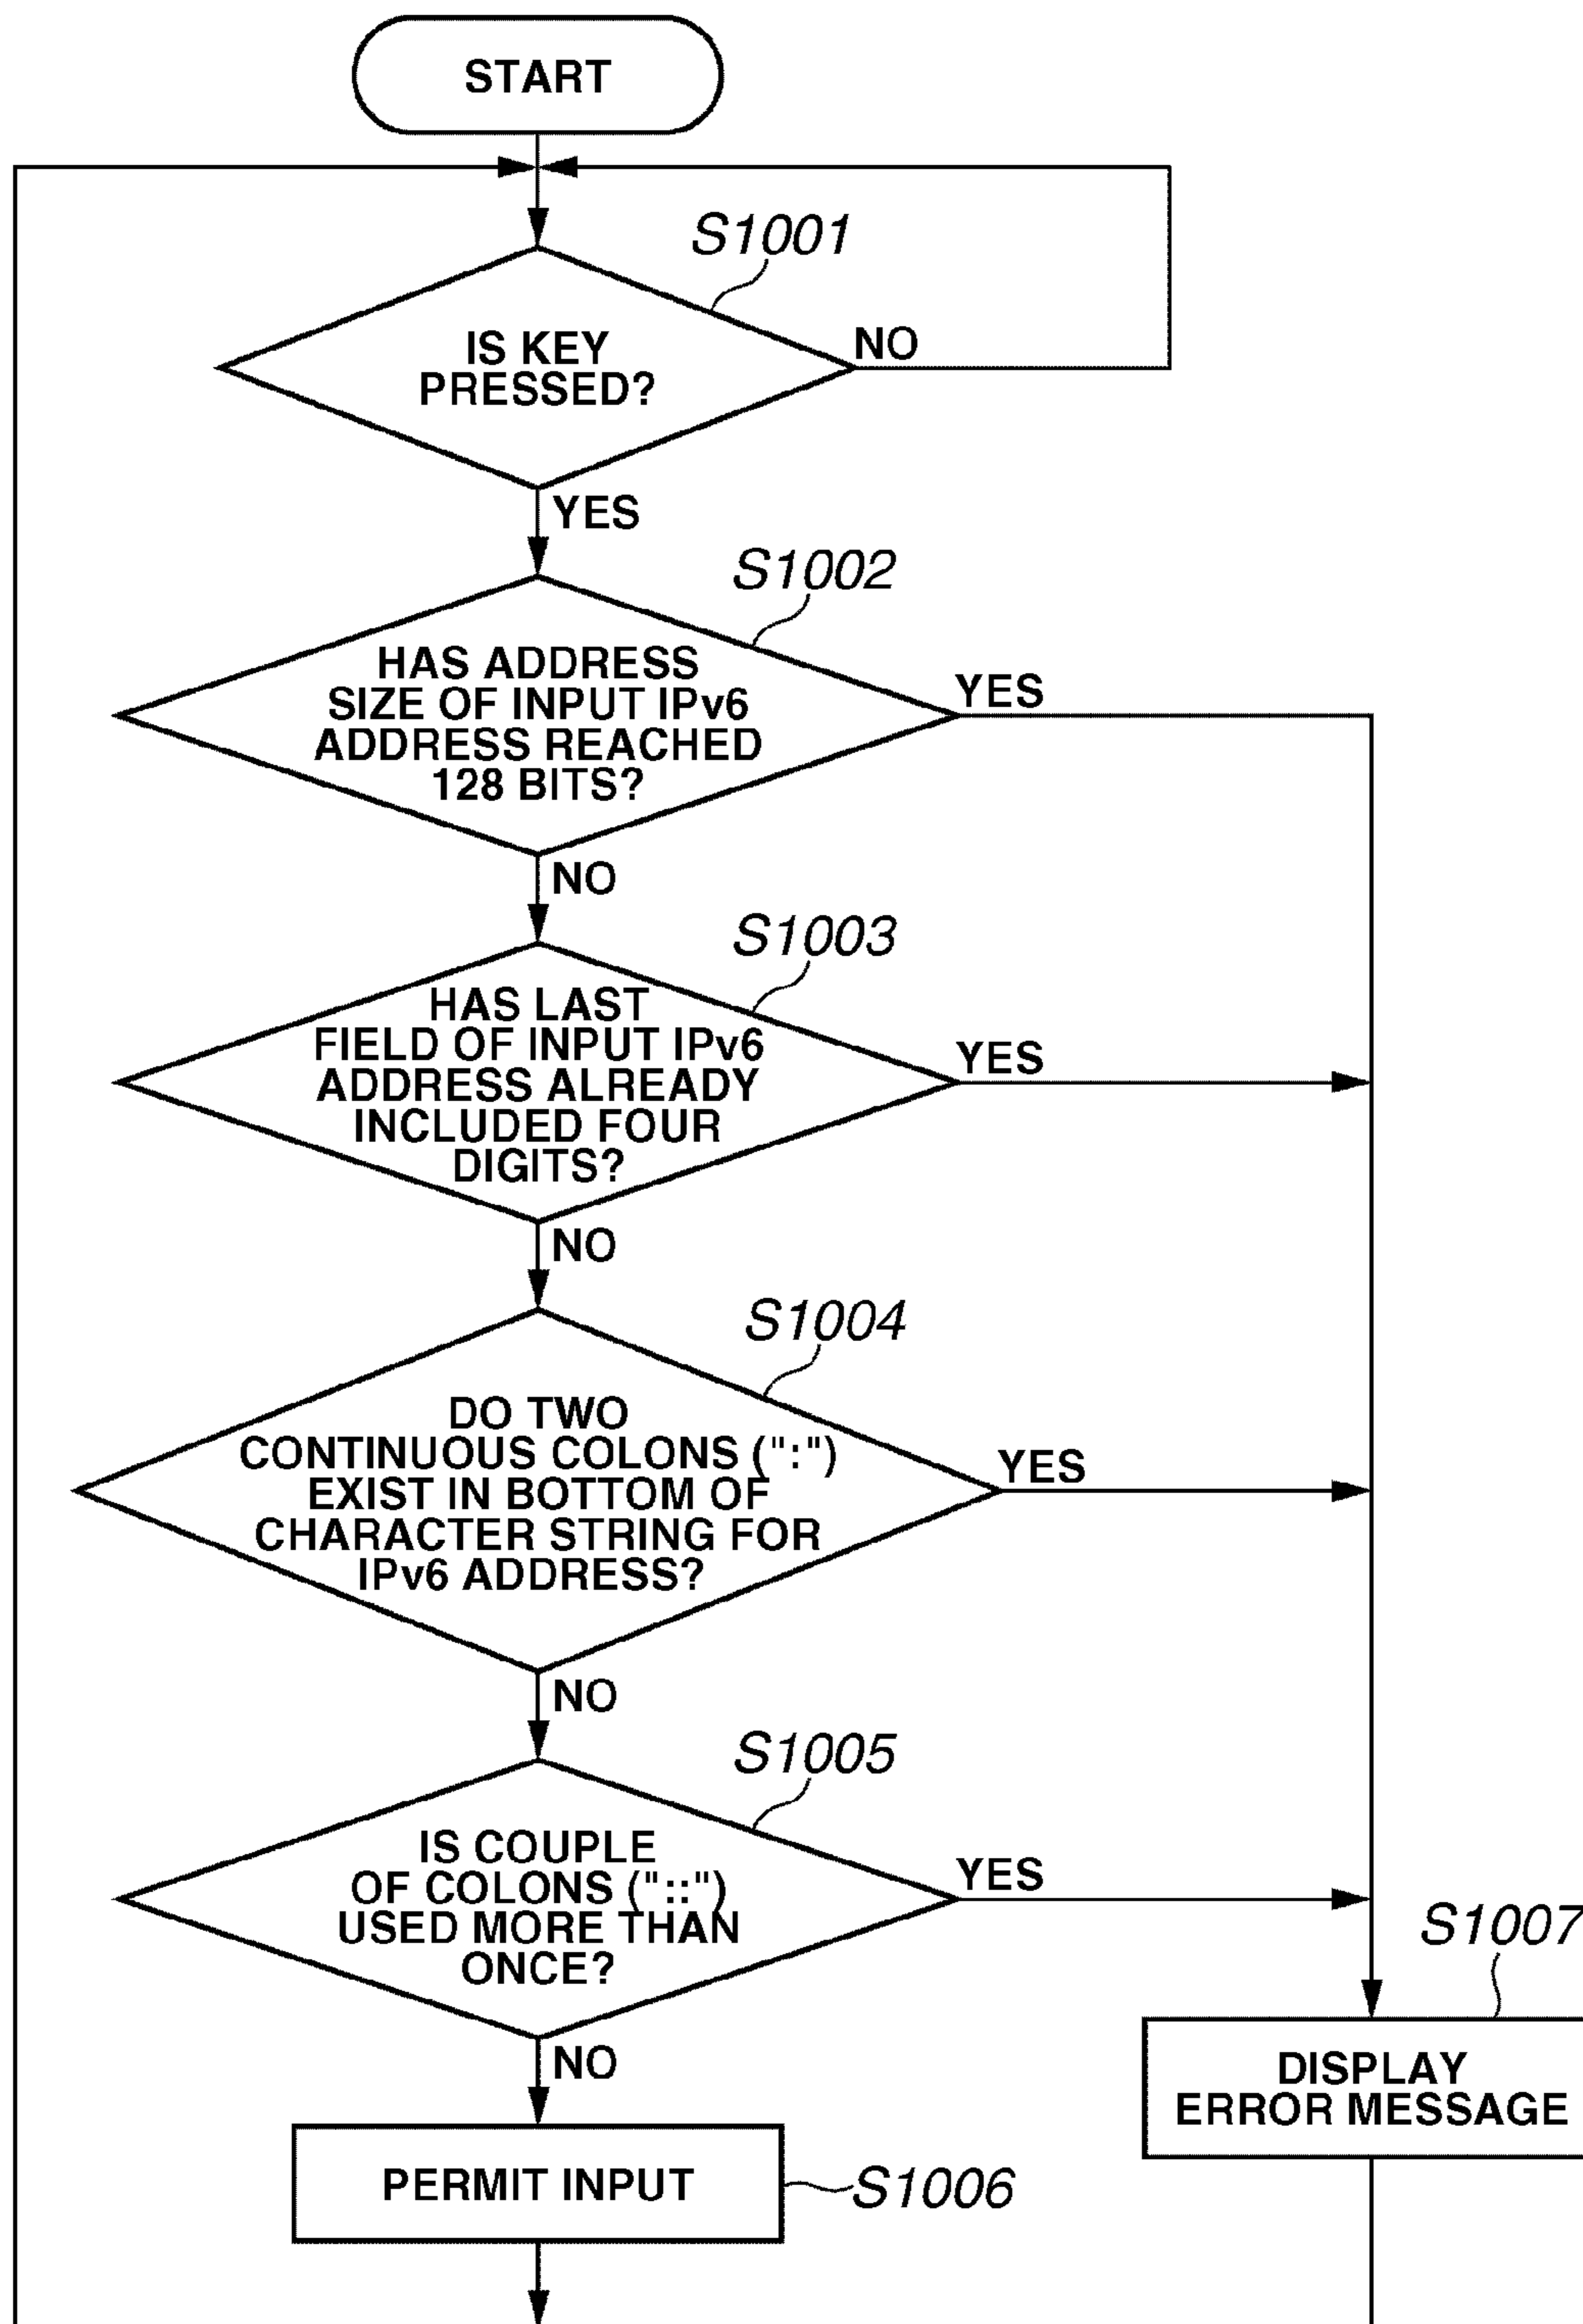 START
S1001
IS KEY
PRESSED?
NO
YES
S1002
HAS ADDRESS
SIZE OF INPUT IPv6
ADDRESS REACHED
128 BITS?
YES
NO
S1003
HAS LAST
FIELD OF INPUT IPv6
ADDRESS ALREADY
INCLUDED FOUR
DIGITS?
YES
NO
S1004
DO TWO
CONTINUOUS COLONS (":")
EXIST IN BOTTOM OF
CHARACTER STRING FOR
IPv6 ADDRESS?
YES
NO
S1005
IS COUPLE
OF COLONS ("::")
USED MORE THAN
ONCE?
YES
NO
S1007
DISPLAY
ERROR MESSAGE
PERMIT INPUT
S1006